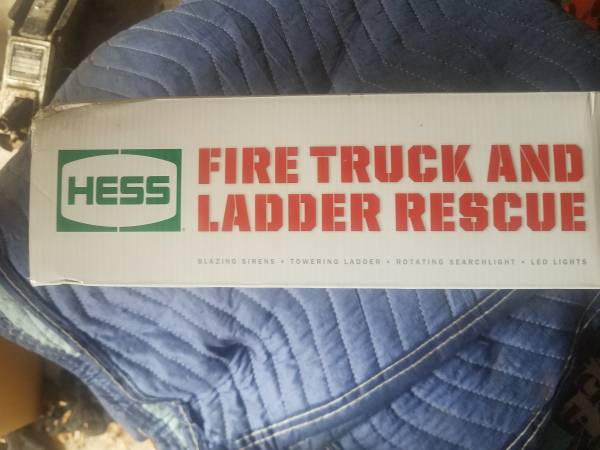 HESS
FIRE TRUCK AND
LADDER RESCUE
BLAZING SIRENS • TOWERING LADDER • ROTATING SEARCHLIGHT • LED LIGHTS